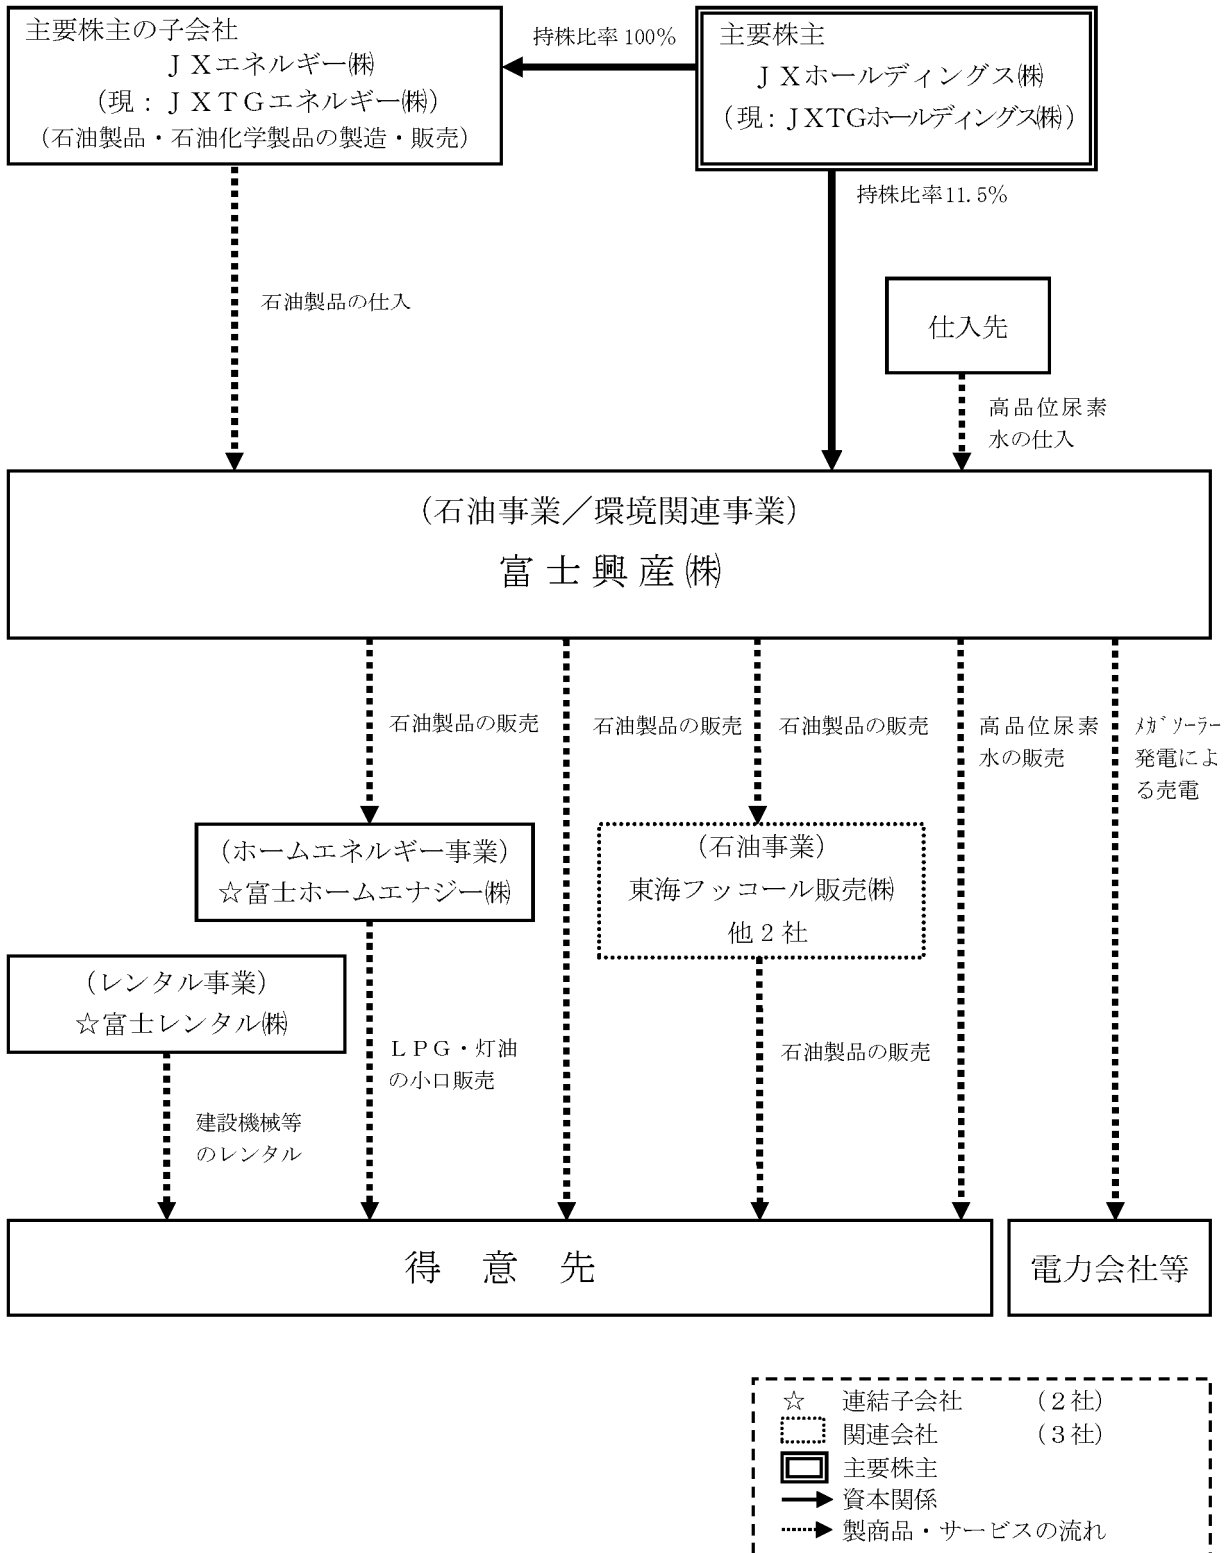 主要株主の子会社
ＪＸエネルギー㈱
（現：ＪＸＴＧエネルギー㈱）
（石油製品・石油化学製品の製造・販売）
持株比率100％
主要株主
ＪＸホールディングス㈱
（現：JXTGホールディングス㈱）
持株比率11.5％
石油製品の仕入
仕入先
高品位尿素
水の仕入
（石油事業／環境関連事業）
富士興産㈱
石油製品の販売
石油製品の販売
石油製品の販売
高品位尿素
水の販売
ﾒｶﾞｿｰﾗｰ
発電によ
る売電
（ホームエネルギー事業）
☆富士ホームエナジー㈱
（石油事業）
東海フッコール販売㈱
他２社
（レンタル事業）
☆富士レンタル㈱
ＬＰＧ・灯油
の小口販売
石油製品の販売
建設機械等
のレンタル
得　意　先
電力会社等
☆　連結子会社　（２社）
関連会社　（３社）
主要株主
資本関係
製商品・サービスの流れ